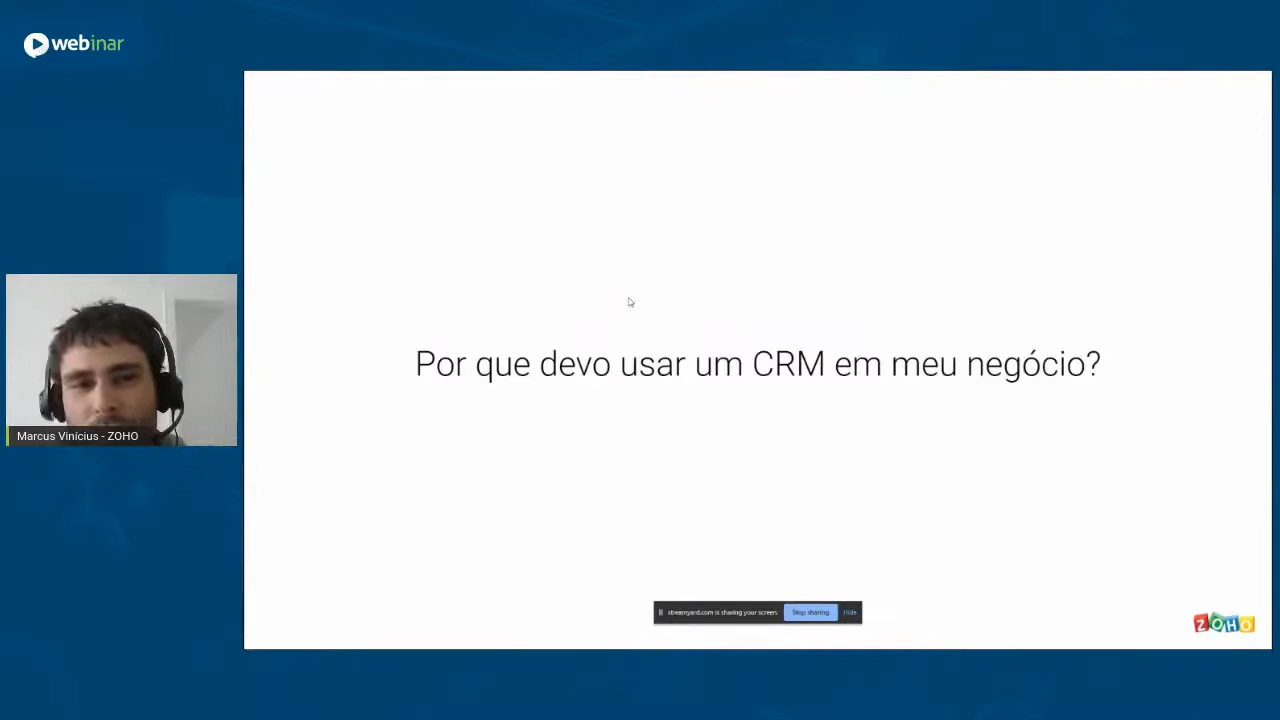 webinar
Por que devo usar um CRM em meu negócio?
Marcus Vinícius - ZOHO
streamyard.com is sharing your screen.
Stop sharing
Hide
ZOHO